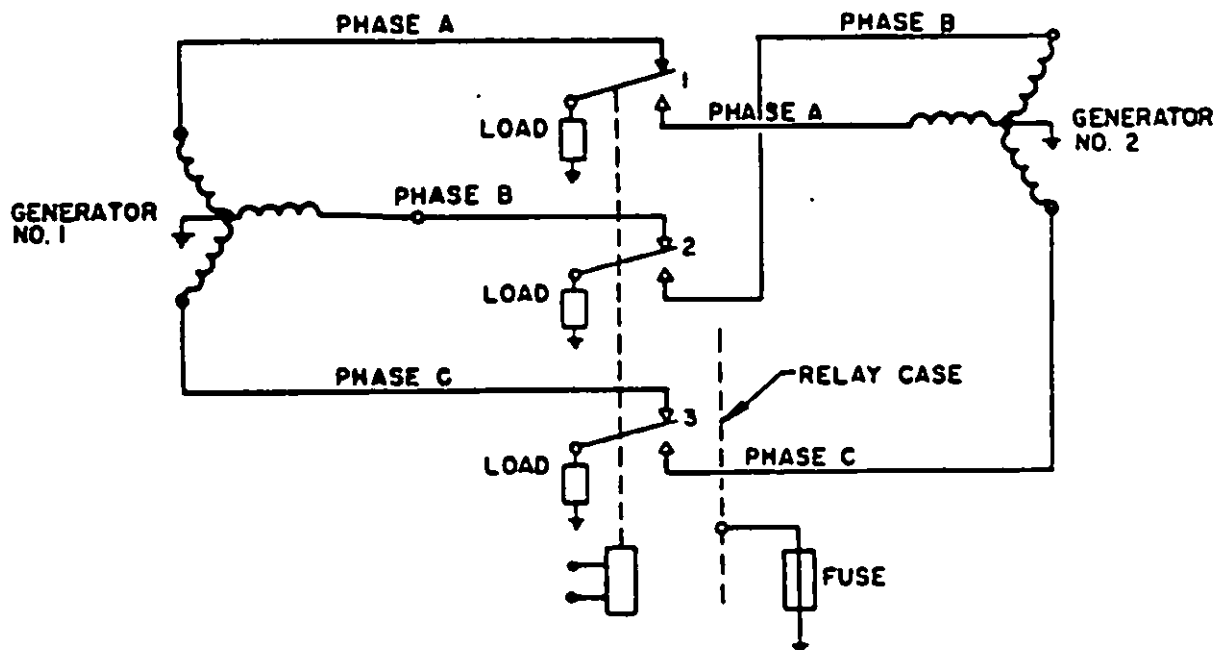 PHASE A
PHASE B
1
LOAD
PHASE A
GENERATOR
NO. 2
PHASE B
GENERATOR
NO. 1
2
LOAD
PHASE C
RELAY CASE
3
LOAD
PHASE C
FUSE